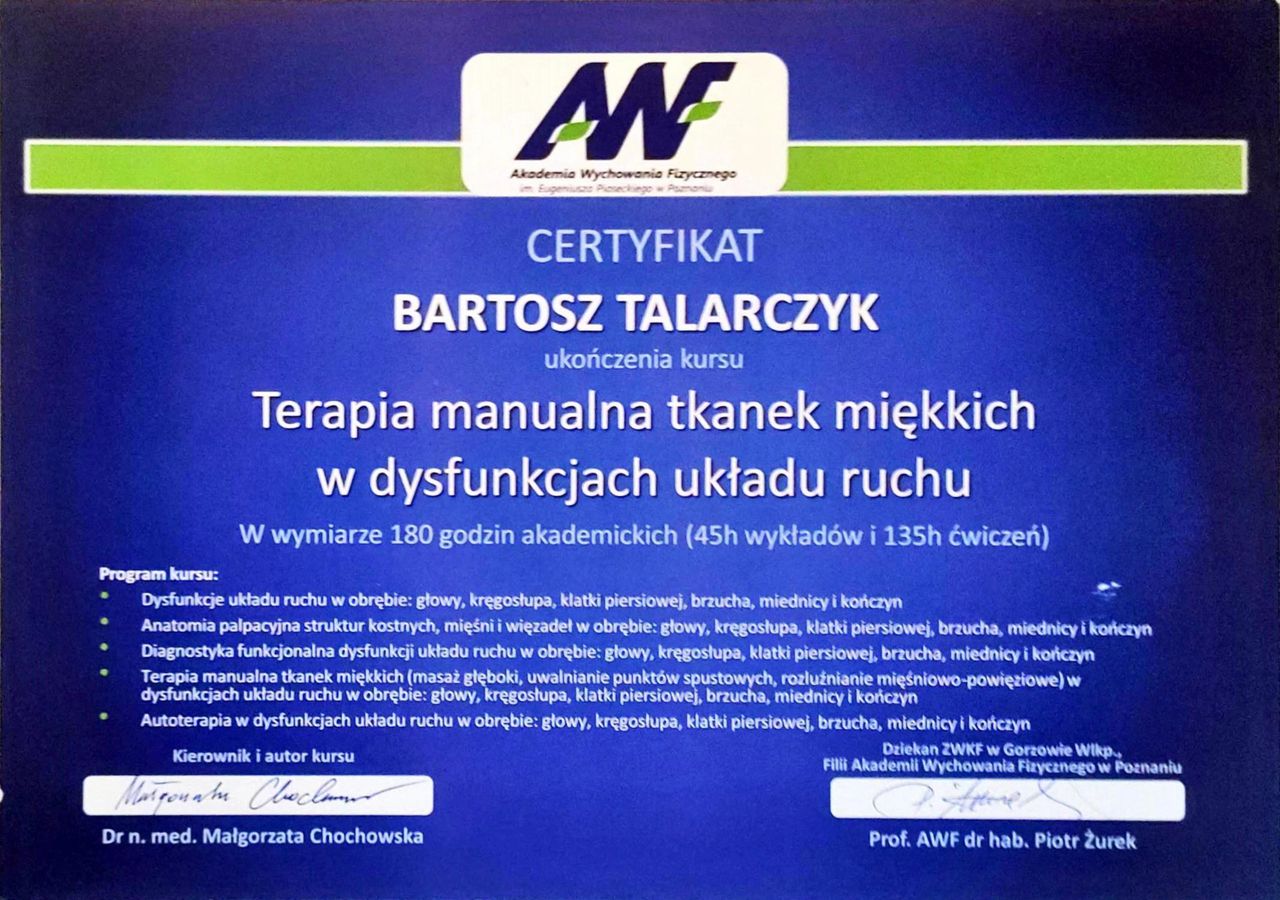 AWF
Akademia Wychowania Fizycznego
im. Eugeniusza Piaseckiego w Poznaniu
CERTYFIKAT
BARTOSZ TALARCZYK
ukończenia kursu
Terapia manualna tkanek miękkich
w dysfunkcjach układu ruchu
W wymiarze 180 godzin akademickich (45h wykładów i 135h ćwiczeń)
Program kursu:
• Dysfunkcje układu ruchu w obrębie: głowy, kręgosłupa, klatki piersiowej, brzucha, miednicy i kończyn
• Anatomia palpacyjna struktur kostnych, mięśni i więzadeł w obrębie: głowy, kręgosłupa, klatki piersiowej, brzucha, miednicy i kończyn
• Diagnostyka funkcjonalna dysfunkcji układu ruchu w obrębie: głowy, kręgosłupa, klatki piersiowej, brzucha, miednicy i kończyn
• Terapia manualna tkanek miękkich (masaż głęboki, uwalnianie punktów spustowych, rozluźnianie mięśniowo-powięziowe) w
dysfunkcjach układu ruchu w obrębie: głowy, kręgosłupa, klatki piersiowej, brzucha, miednicy i kończyn
• Autoterapia w dysfunkcjach układu ruchu w obrębie: głowy, kręgosłupa, klatki piersiowej, brzucha, miednicy i kończyn
Kierownik i autor kursu
Małgorzata Chochowska
Dr n. med. Małgorzata Chochowska
Dziekan ZWKF w Gorzowie Wlkp.,
Filii Akademii Wychowania Fizycznego w Poznaniu
Prof. AWF dr hab. Piotr Żurek